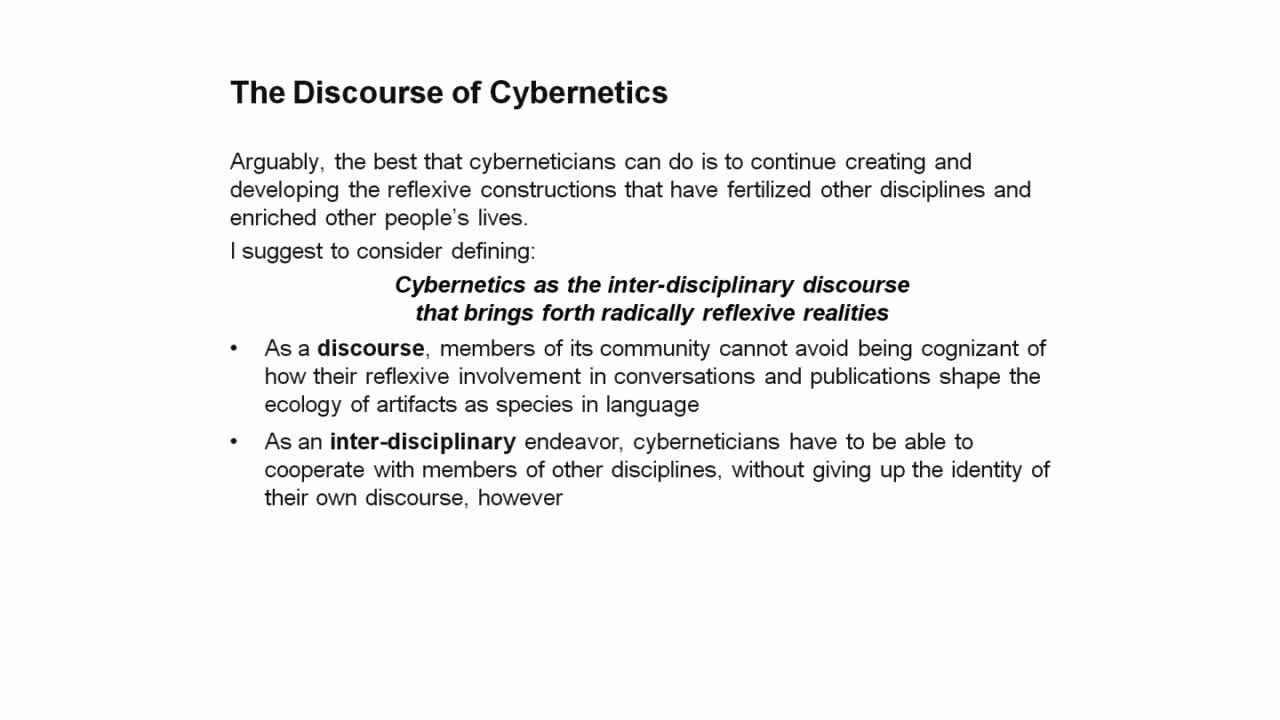 The Discourse of Cybernetics
Arguably, the best that cyberneticians can do is to continue creating and
developing the reflexive constructions that have fertilized other disciplines and
enriched other people's lives.
I suggest to consider defining:
Cybernetics as the inter-disciplinary discourse
that brings forth radically reflexive realities
• As a discourse, members of its community cannot avoid being cognizant of
how their reflexive involvement in conversations and publications shape the
ecology of artifacts as species in language
• As an inter-disciplinary endeavor, cyberneticians have to be able to
cooperate with members of other disciplines, without giving up the identity of
their own discourse, however